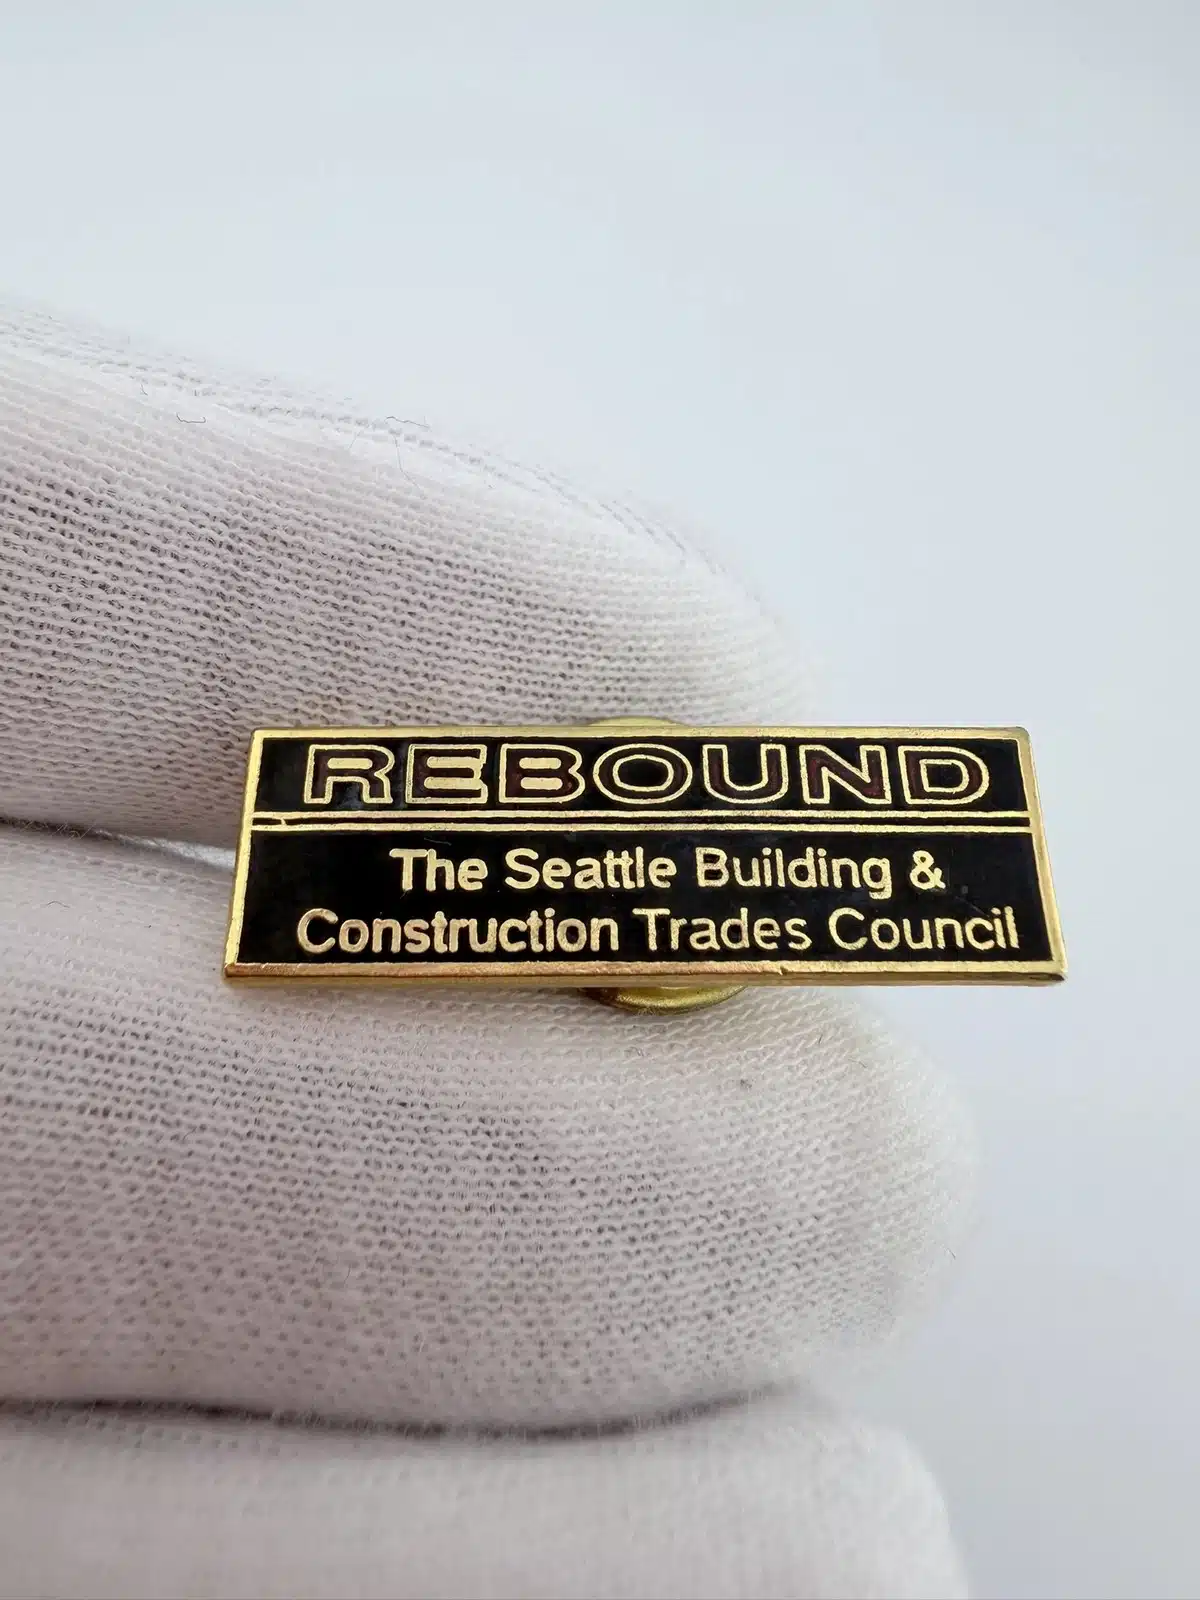 REBOUND
The Seattle Building &
Construction Trades Council